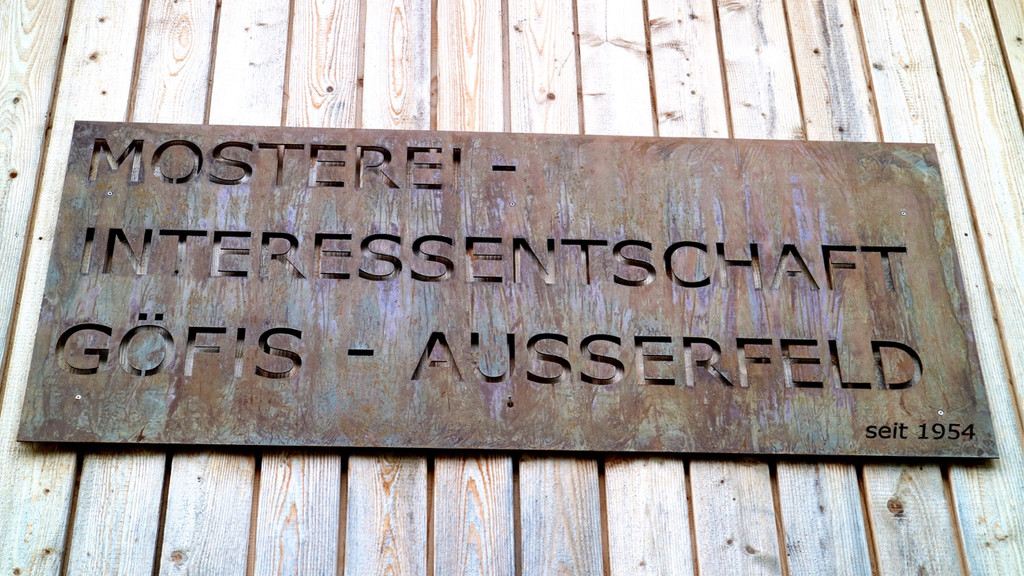 MOSTEREI -
INTERESSENTSCHAFT
GÖFIS - AUSSERFELD
seit 1954